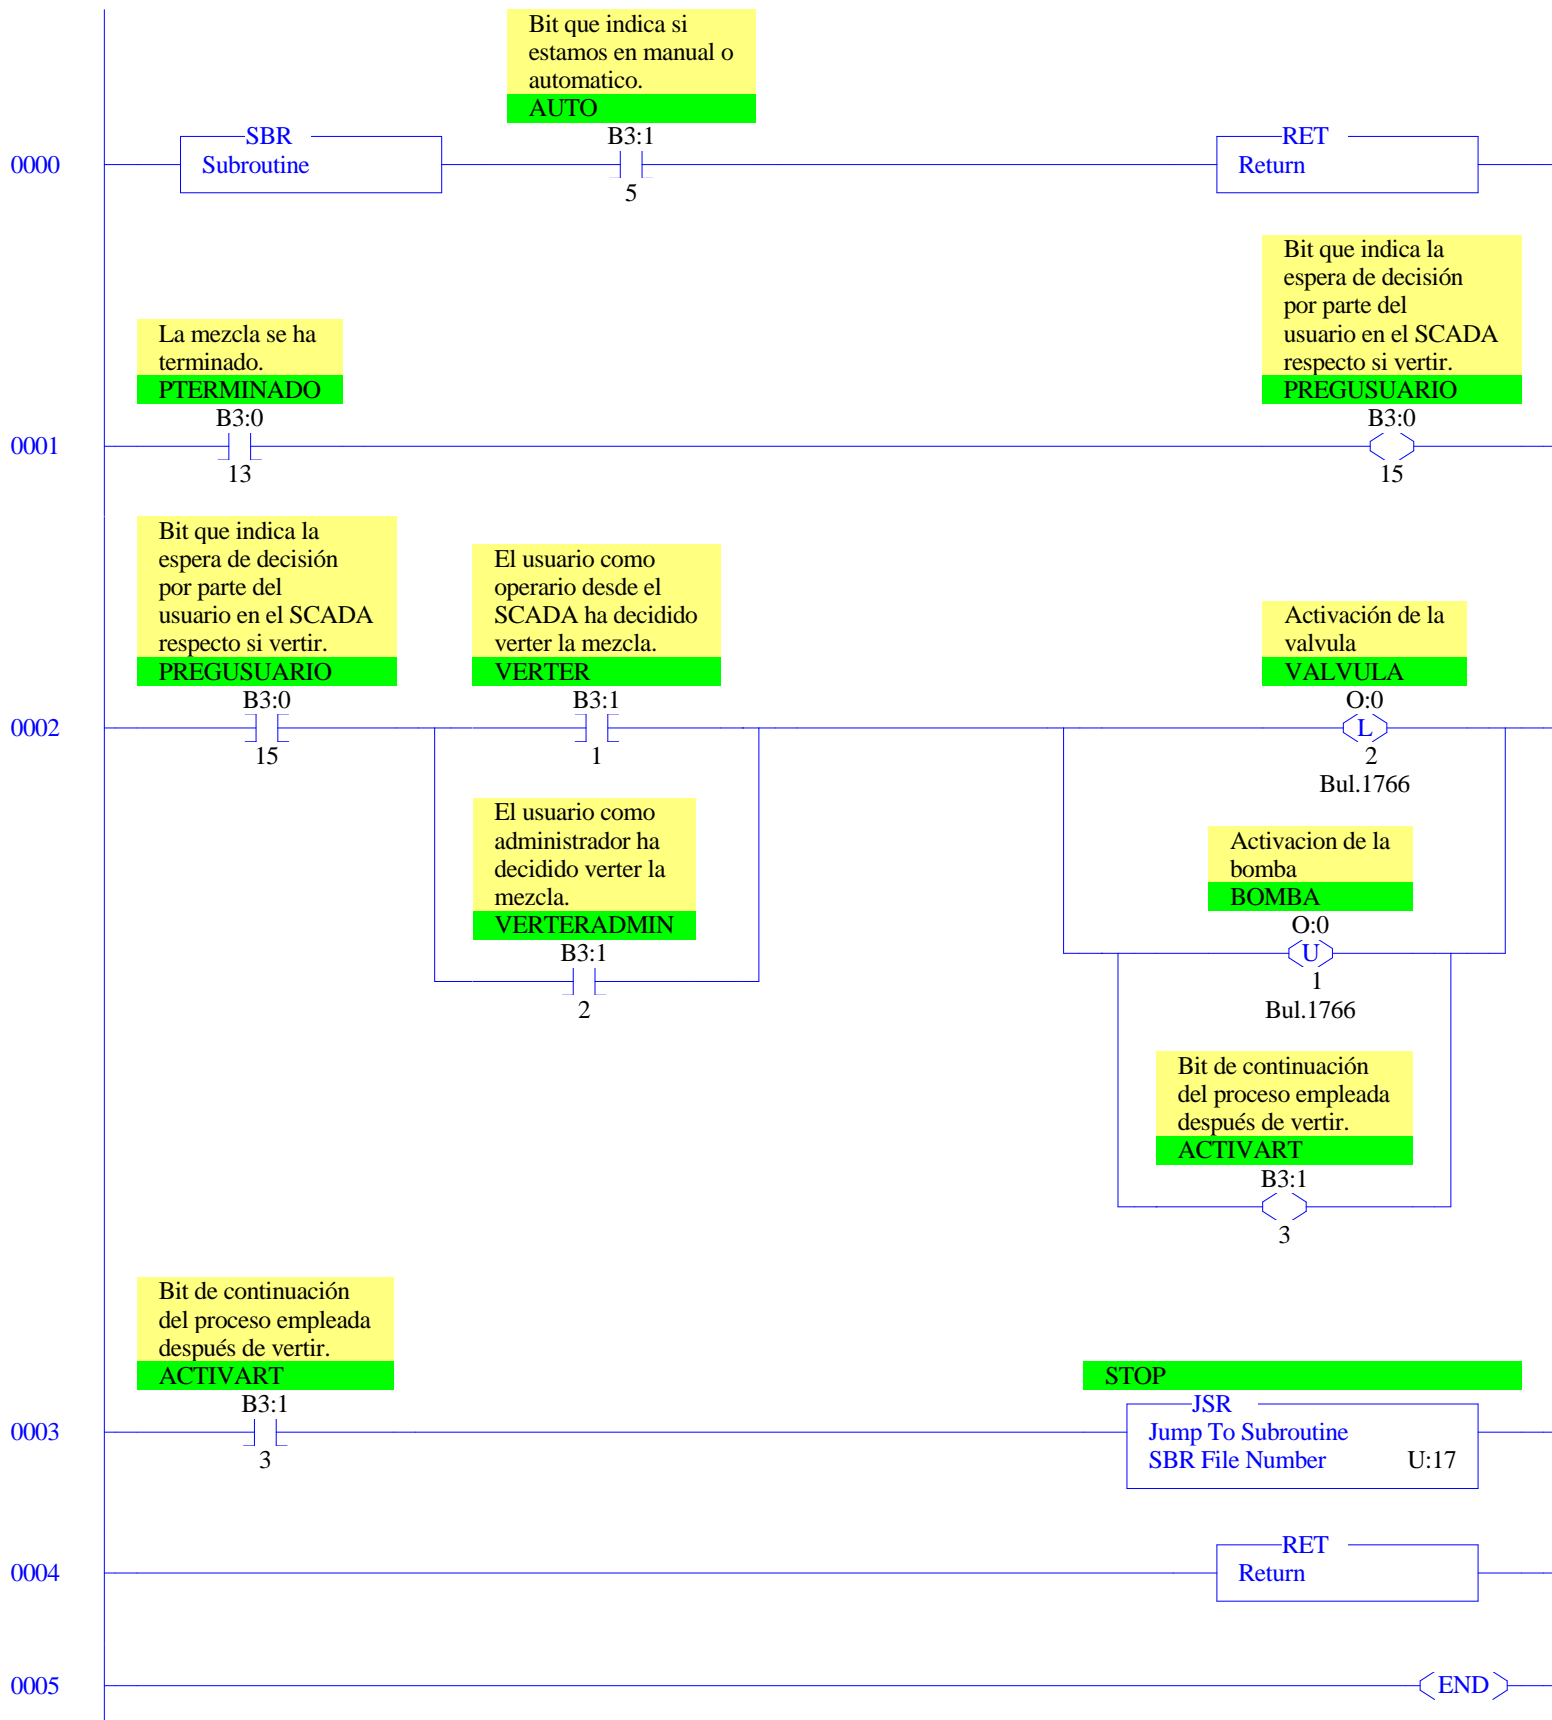 Bit que indica si
estamos en manual o
automatico.
AUTO
B3:1
5
0000
SBR
Subroutine
RET
Return
Bit que indica la
espera de decisión
por parte del
usuario en el SCADA
respecto si vertir.
PREGUSUARIO
B3:0
15
La mezcla se ha
terminado.
PTERMINADO
B3:0
13
0001
Bit que indica la
espera de decisión
por parte del
usuario en el SCADA
respecto si vertir.
PREGUSUARIO
B3:0
15
El usuario como
operario desde el
SCADA ha decidido
verter la mezcla.
VERTER
B3:1
1
Activación de la
valvula
VALVULA
O:0
L
2
Bul.1766
0002
El usuario como
administrador ha
decidido verter la
mezcla.
VERTERADMIN
B3:1
2
Activacion de la
bomba
BOMBA
O:0
U
1
Bul.1766
Bit de continuación
del proceso empleada
después de vertir.
ACTIVART
B3:1
3
Bit de continuación
del proceso empleada
después de vertir.
ACTIVART
B3:1
3
0003
STOP
JSR
Jump To Subroutine
SBR File Number U:17
0004
RET
Return
0005
END